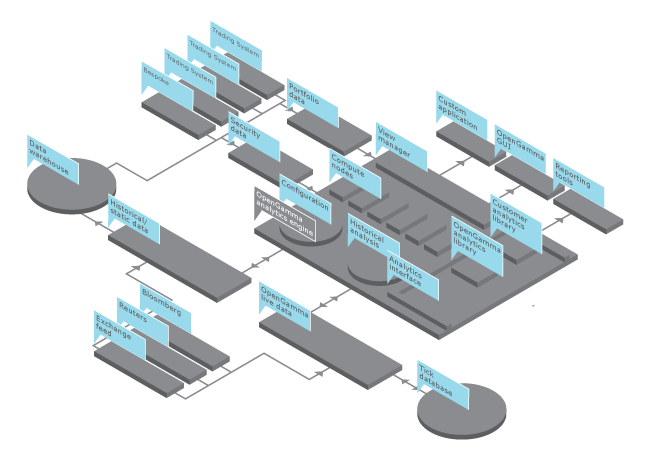 Trading System
Trading System
Trading System
Bespoke
Portfolio
data
Security
data
View
manager
Custom
application
OpenGamma
GUI
Reporting
tools
Data
warehouse
Compute
nodes
Configuration
OpenGamma
analytics engine
Historical/
static data
Historical
analysis
Customer
analytics
library
OpenGamma
analytics
library
Analytics
interface
OpenGamma
live data
Bloomberg
Reuters
Exchange
feed
Tick
database